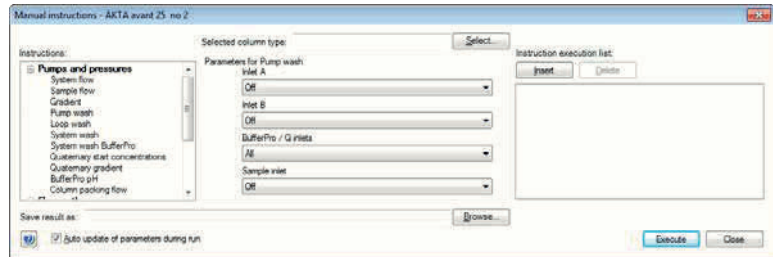 Manual instructions - ÄKTA avant 25 no 2
Selected column type:
Select...
Instructions:
Pumps and pressures
System flow
Sample flow
Gradient
Pump wash
Loop wash
System wash
System wash BufferPro
Quaternary start concentrations
Quaternary gradient
BufferPro pH
Column packing flow
Parameters for Pump wash:
Inlet A
Off
Inlet B
Off
BufferPro / Q inlets
All
Sample inlet
Off
Instruction execution list:
Insert
Delete
Save result as:
Browse...
Auto update of parameters during run
Execute
Close